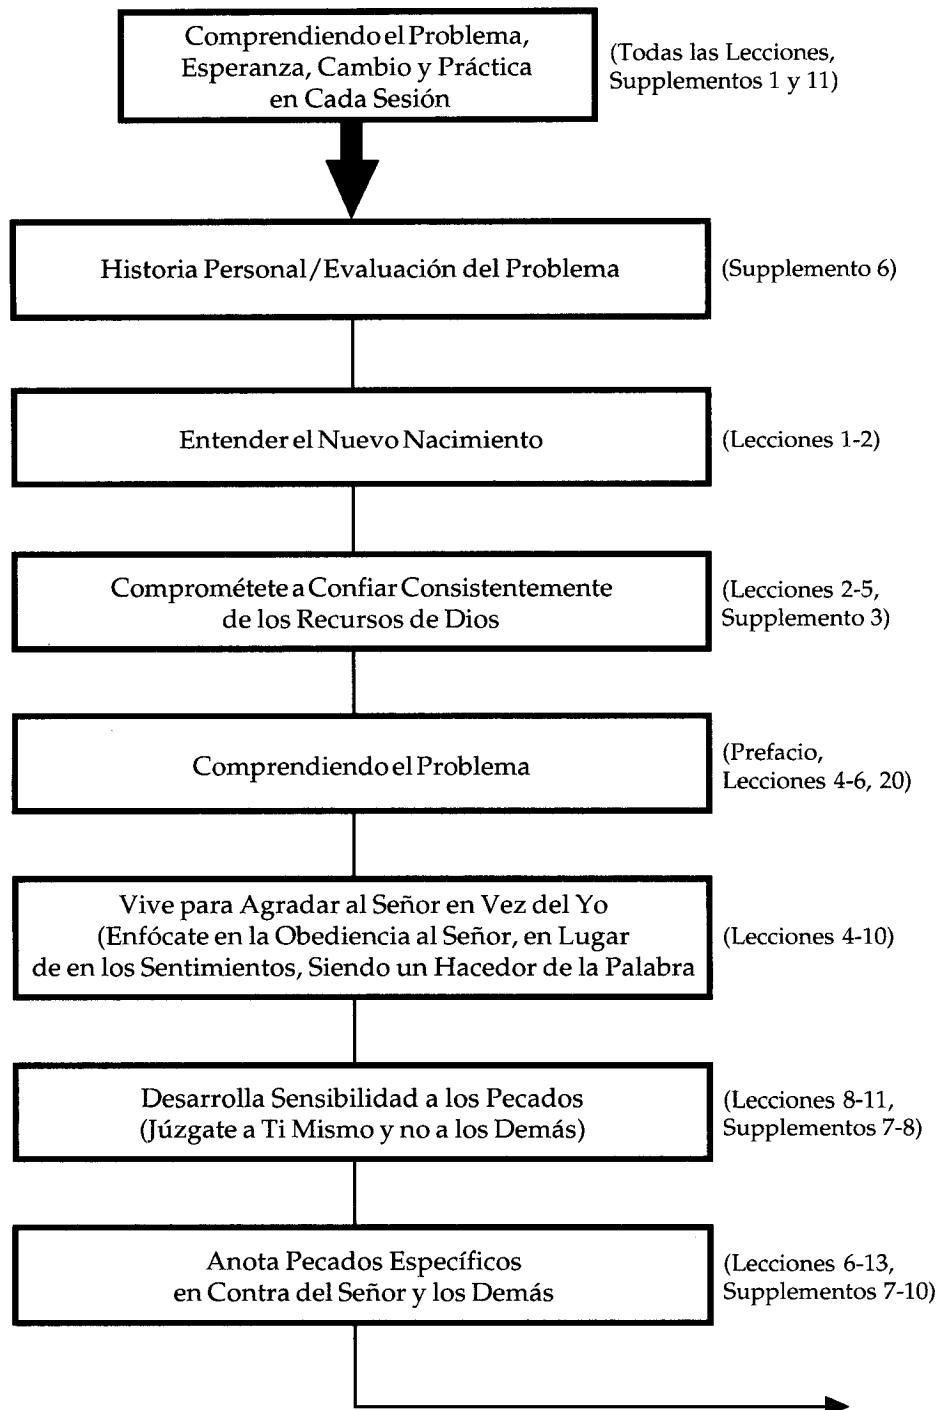 Comprendiendo el Problema,
Esperanza, Cambio y Práctica
en Cada Sesión
(Todas las Lecciones,
Supplementos 1 y 11)
Historia Personal/Evaluación del Problema
(Supplemento 6)
Entender el Nuevo Nacimiento
(Lecciones 1-2)
Comprométete a Confiar Consistentemente
de los Recursos de Dios
(Lecciones 2-5,
Supplemento 3)
Comprendiendo el Problema
(Prefacio,
Lecciones 4-6, 20)
Vive para Agradar al Señor en Vez del Yo
(Enfócate en la Obediencia al Señor, en Lugar
de en los Sentimientos, Siendo un Hacedor de la Palabra
(Lecciones 4-10)
Desarrolla Sensibilidad a los Pecados
(Júzgate a Ti Mismo y no a los Demás)
(Lecciones 8-11,
Supplementos 7-8)
Anota Pecados Específicos
en Contra del Señor y los Demás
(Lecciones 6-13,
Supplementos 7-10)